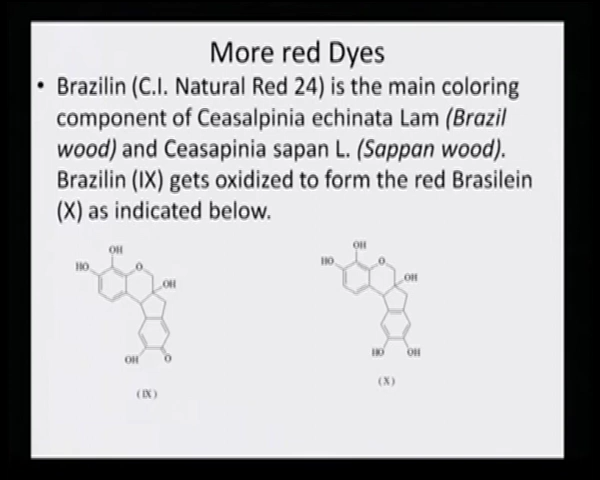 More red Dyes
• Brazilin (C.I. Natural Red 24) is the main coloring
component of Ceasalpinia echinata Lam (Brazil
wood) and Ceasapinia sapan L. (Sappan wood).
Brazilin (IX) gets oxidized to form the red Brasilein
(X) as indicated below.
OH
HO
O
OH
OH
O
(IX)
OH
HO
O
OH
HO
OH
(X)